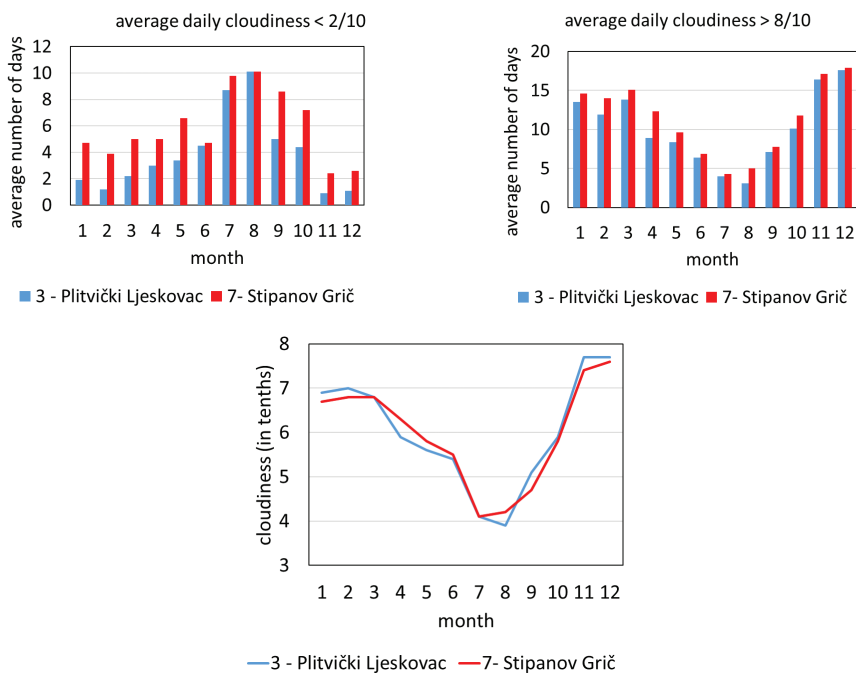 average daily cloudiness < 2/10
average number of days
12
10
8
6
4
2
0
1 2 3 4 5 6 7 8 9 10 11 12
month
3 - Plitvički Ljeskovac 7- Stipanov Grič
average daily cloudiness > 8/10
average number of days
20
15
10
5
0
1 2 3 4 5 6 7 8 9 10 11 12
month
3 - Plitvički Ljeskovac 7- Stipanov Grič
cloudiness (in tenths)
8
7
6
5
4
3
1 2 3 4 5 6 7 8 9 10 11 12
month
3 - Plitvički Ljeskovac 7- Stipanov Grič